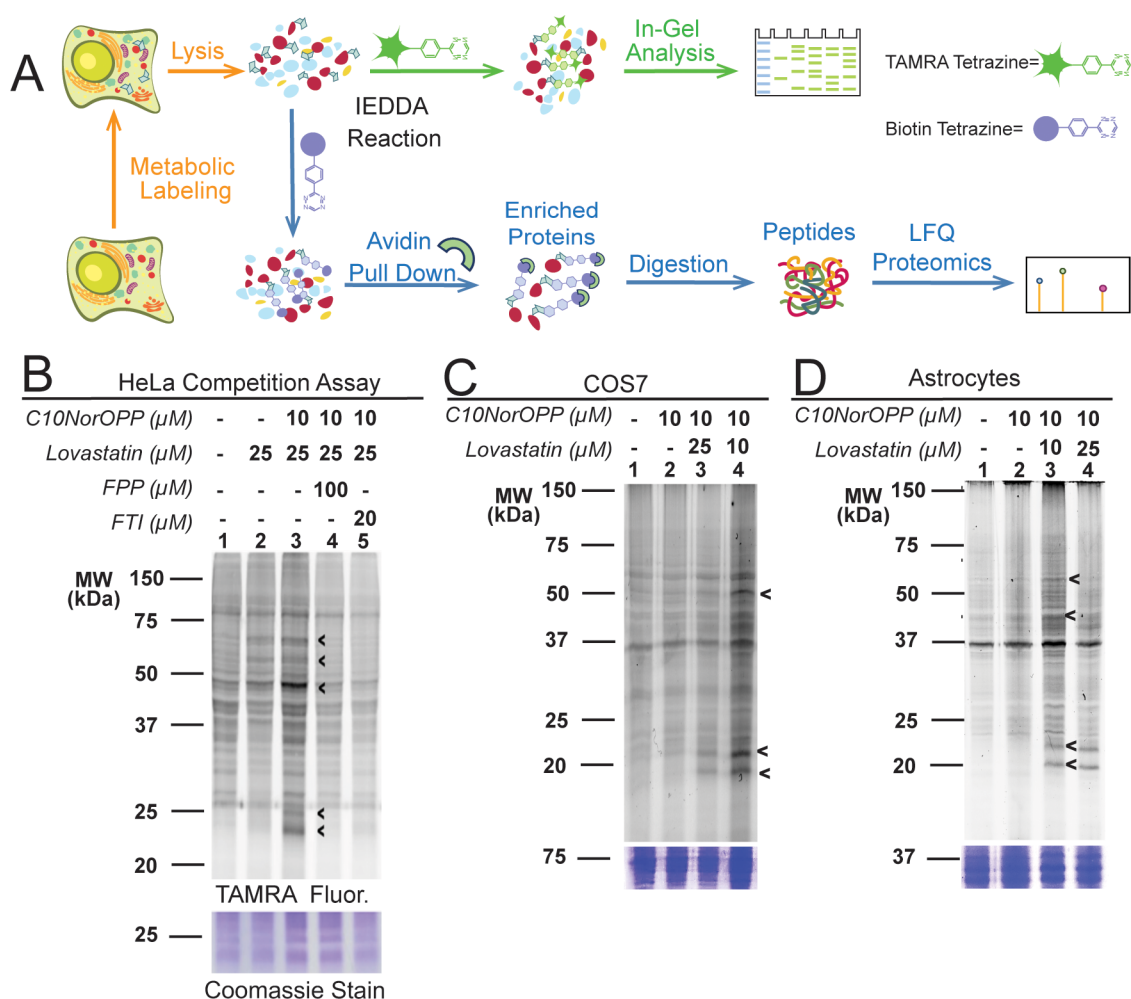 A
Lysis
In-Gel
Analysis
TAMRA Tetrazine=
IEDDA
Reaction
Biotin Tetrazine=
Metabolic
Labeling
Avidin
Pull Down
Enriched
Proteins
Digestion
Peptides
LFQ
Proteomics
B
HeLa Competition Assay
C10NorOPP (µM) - - 10 10 10
Lovastatin (µM) - 25 25 25 25
FPP (µM) - - - 100 -
FTI (µM) - - - - 20
1 2 3 4 5
MW
(kDa)
150
75
50
37
25
20
TAMRA Fluor.
25
Coomassie Stain
C
COS7
C10NorOPP (µM) - 10 10 10
Lovastatin (µM) - - 25 10
1 2 3 4
MW
(kDa)
150
75
50
37
25
20
75
D
Astrocytes
C10NorOPP (µM) - 10 10 10
Lovastatin (µM) - - 10 25
1 2 3 4
MW
(kDa)
150
75
50
37
25
20
37